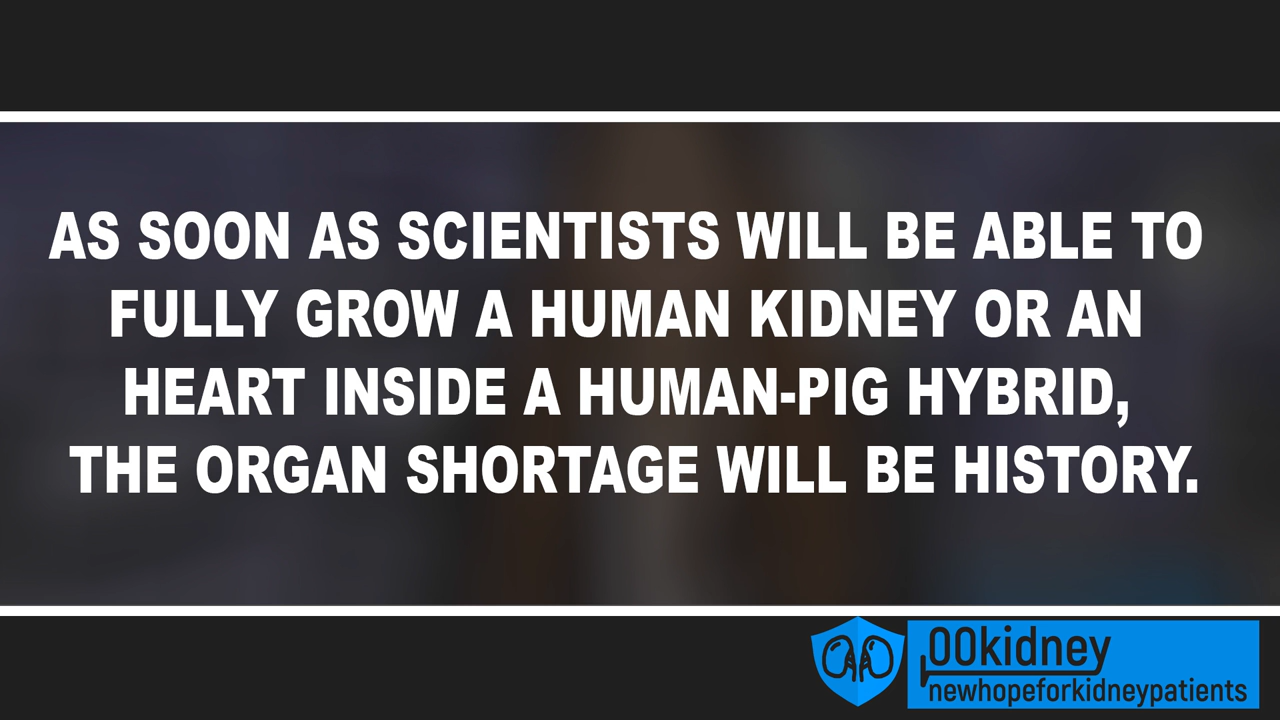 AS SOON AS SCIENTISTS WILL BE ABLE TO
FULLY GROW A HUMAN KIDNEY OR AN
HEART INSIDE A HUMAN-PIG HYBRID,
THE ORGAN SHORTAGE WILL BE HISTORY.
00kidney
newhopeforkidneypatients